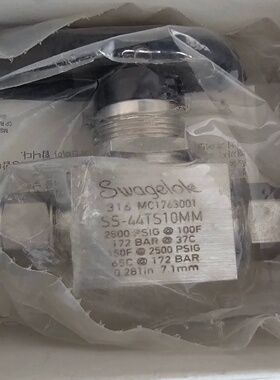 Swagelok
316 MC1763001
SS-44TS10MM
2500 PSIG @ 100F
172 BAR @ 37C
150F @ 2500 PSIG
65C @ 172 BAR
0.281in 7.1mm